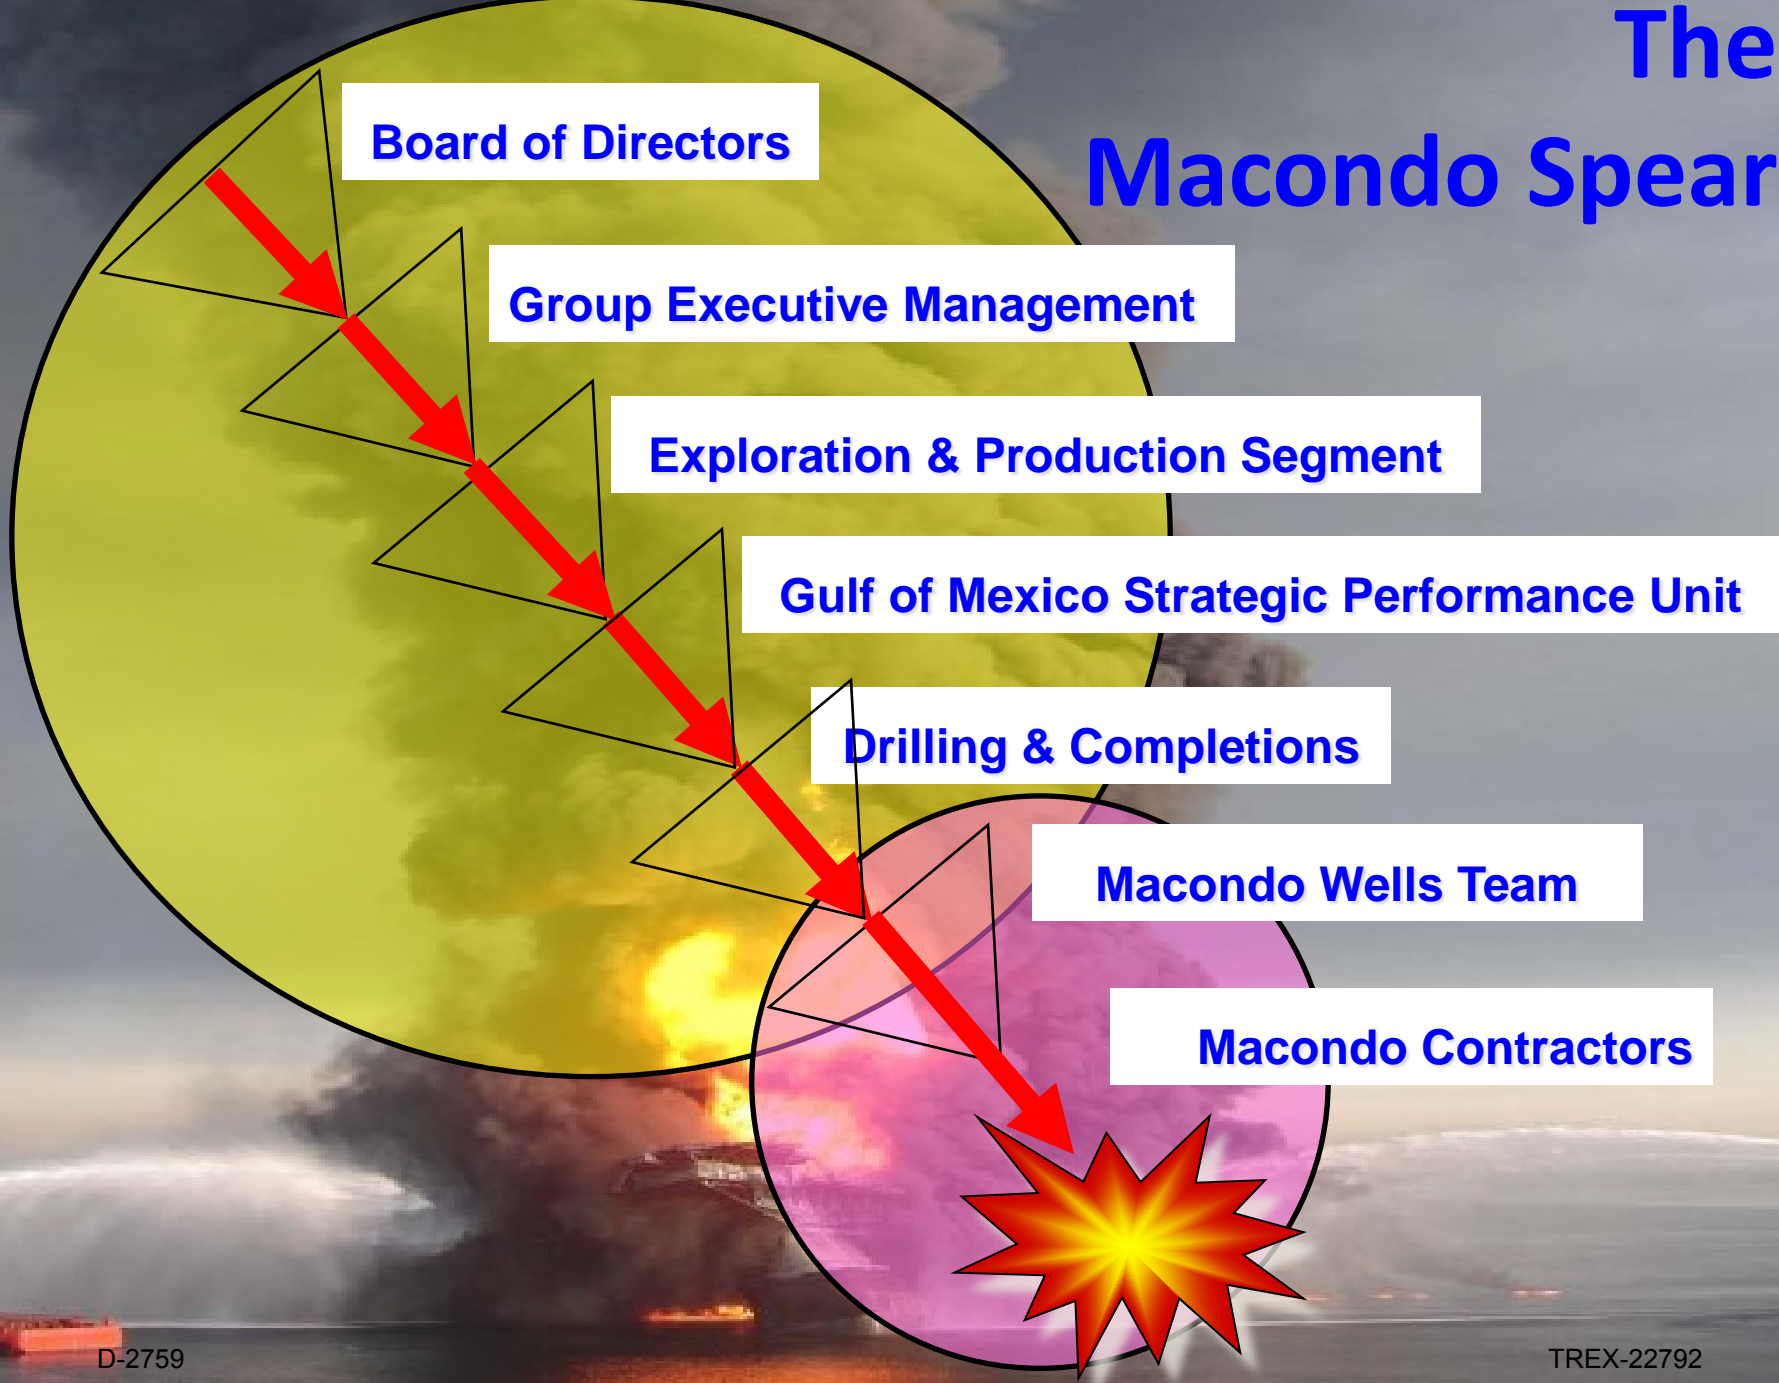 The
Macondo Spear
Board of Directors
Group Executive Management
Exploration & Production Segment
Gulf of Mexico Strategic Performance Unit
Drilling & Completions
Macondo Wells Team
Macondo Contractors
D-2759
TREX-22792